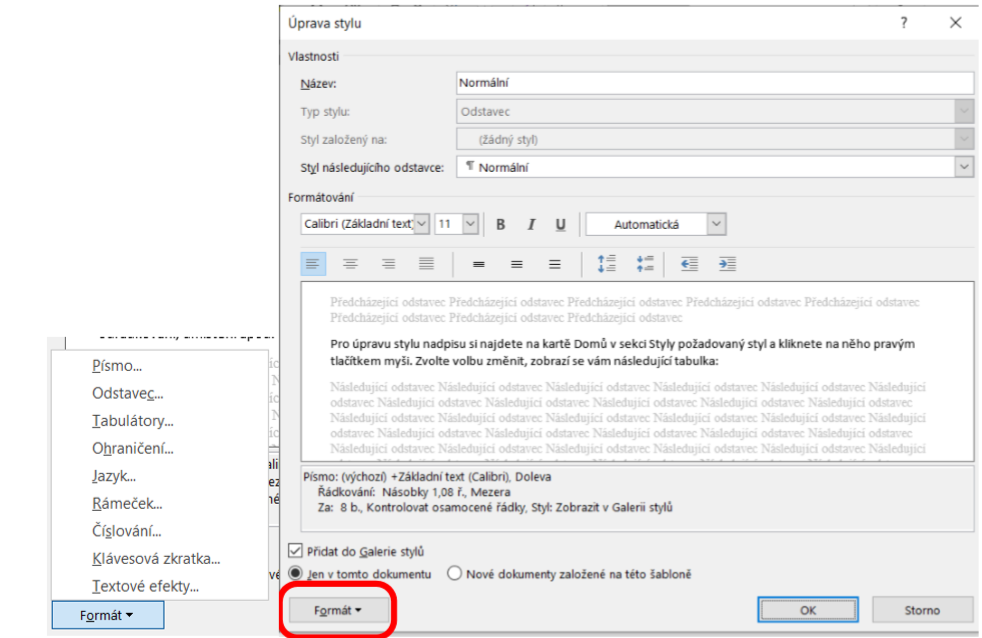 Úprava stylu ? ×
Vlastnosti
Název: Normální
Typ stylu: Odstavec
Styl založený na: (žádný styl)
Styl následujícího odstavce: ¶ Normální
Formátování
Calibri (Základní text) 11 B I U Automatická
Předcházející odstavec Předcházející odstavec Předcházející odstavec Předcházející odstavec Předcházející odstavec
Předcházející odstavec Předcházející odstavec Předcházející odstavec
Pro úpravu stylu nadpisu si najdete na kartě Domů v sekci Styly požadovaný styl a kliknete na něho pravým
tlačítkem myši. Zvolte volbu změnit, zobrazí se vám následující tabulka:
Následující odstavec Následující odstavec Následující odstavec Následující odstavec Následující odstavec Následující
odstavec Následující odstavec Následující odstavec Následující odstavec Následující odstavec Následující odstavec
Následující odstavec Následující odstavec Následující odstavec Následující odstavec Následující odstavec Následující
odstavec Následující odstavec Následující odstavec Následující odstavec Následující odstavec Následující odstavec
Následující odstavec Následující odstavec Následující odstavec Následující odstavec Následující odstavec Následující
Písmo: (výchozí) +Základní text (Calibri), Doleva
Řádkování: Násobky 1,08 ř., Mezera
Za: 8 b., Kontrolovat osamocené řádky, Styl: Zobrazit v Galerii stylů
Přidat do Galerie stylů
Jen v tomto dokumentu Nové dokumenty založené na této šabloně
Formát OK Storno
Písmo...
Odstavec...
Tabulátory...
Ohraničení...
Jazyk...
Rámeček...
Číslování...
Klávesová zkratka...
Textové efekty...
Formát